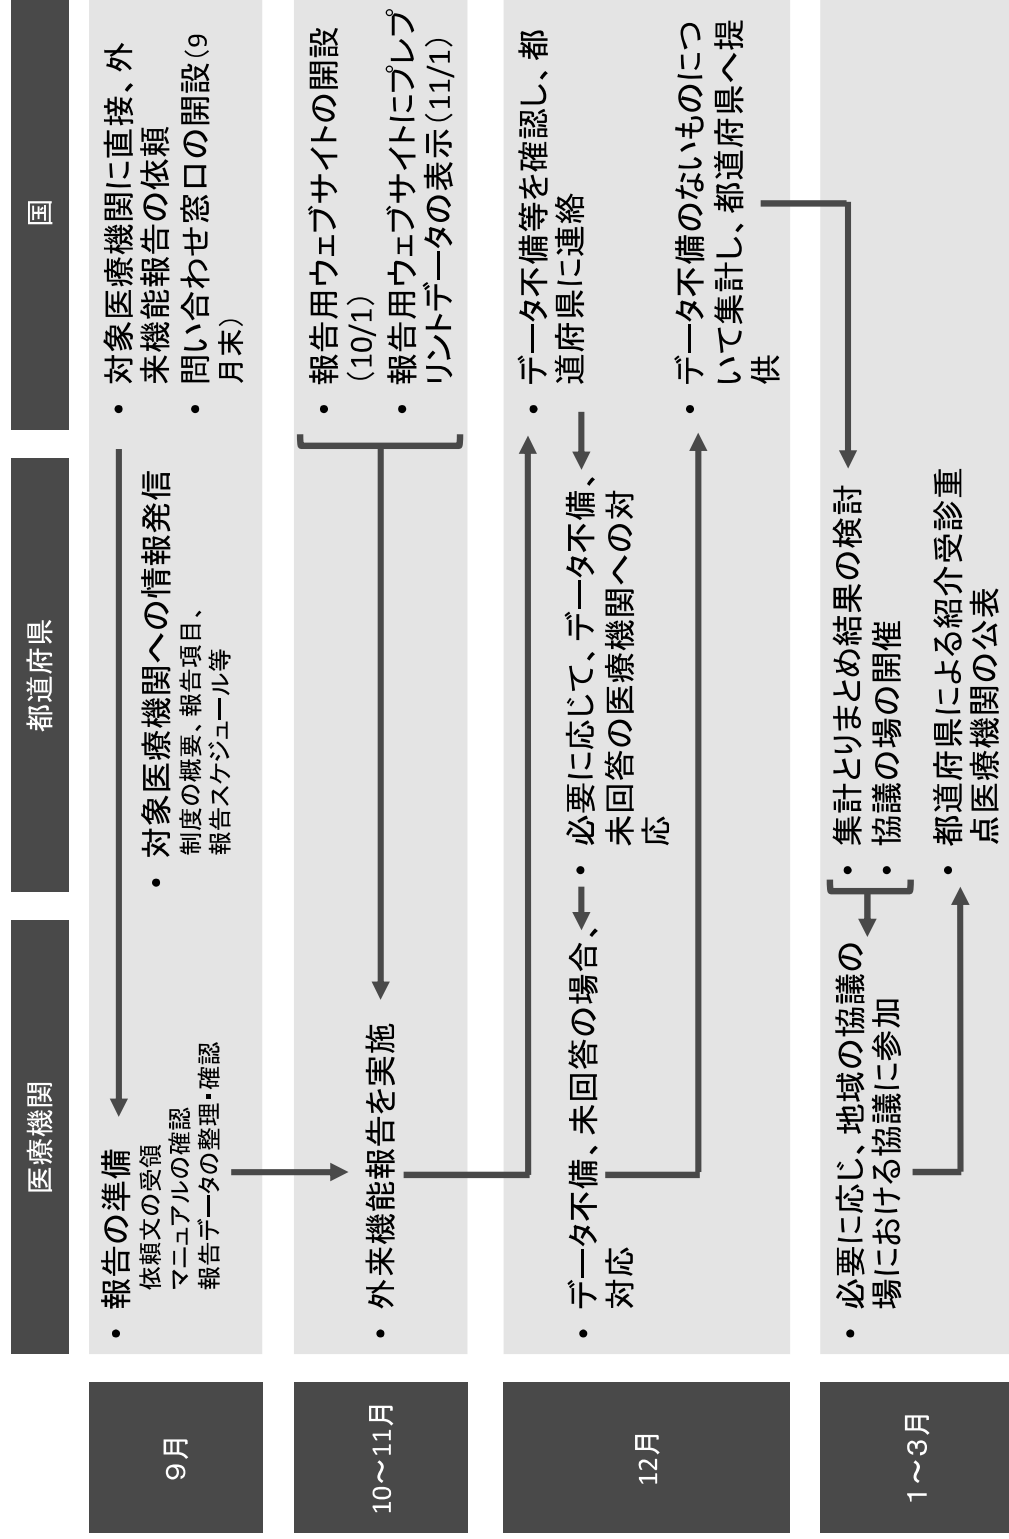 医療機関
都道府県
国
9月
・報告の準備
依頼文の受領
マニュアルの確認
報告データの整理・確認
・対象医療機関への情報発信
制度の概要、報告項目、
報告スケジュール等
・対象医療機関に直接、外
来機能報告の依頼
・問い合わせ窓口の開設(9
月末)
10～11月
・外来機能報告を実施
・報告用ウェブサイトの開設
(10/1)
・報告用ウェブサイトにプレプ
リントデータの表示(11/1)
12月
・データ不備、未回答の場合、
対応
・必要に応じて、データ不備、
未回答の医療機関への対
応
・データ不備等を確認し、都
道府県に連絡
・データ不備のないものにつ
いて集計し、都道府県へ提
供
1～3月
・必要に応じ、地域の協議の
場における協議に参加
・集計とりまとめ結果の検討
・協議の場の開催
・都道府県による紹介受診重
点医療機関の公表